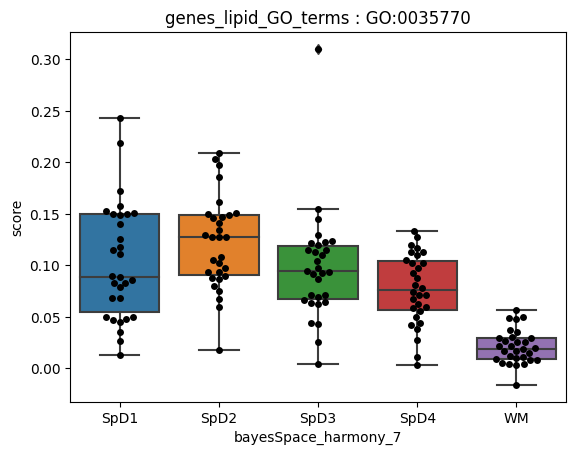 genes_lipid_GO_terms : GO:0035770
0.30
0.25
0.20
0.15
0.10
0.05
0.00
score
SpD1 SpD2 SpD3 SpD4 WM
bayesSpace_harmony_7